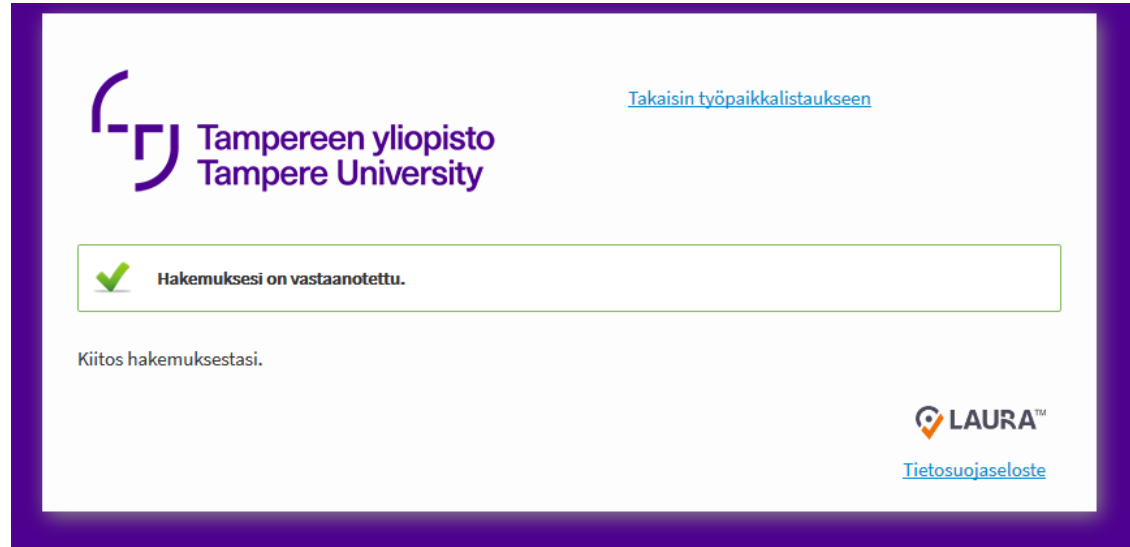 Takaisin työpaikkalistaukseen
Tampereen yliopisto
Tampere University
Hakemuksesi on vastaanotettu.
Kiitos hakemuksestasi.
LAURA™
Tietosuojaseloste